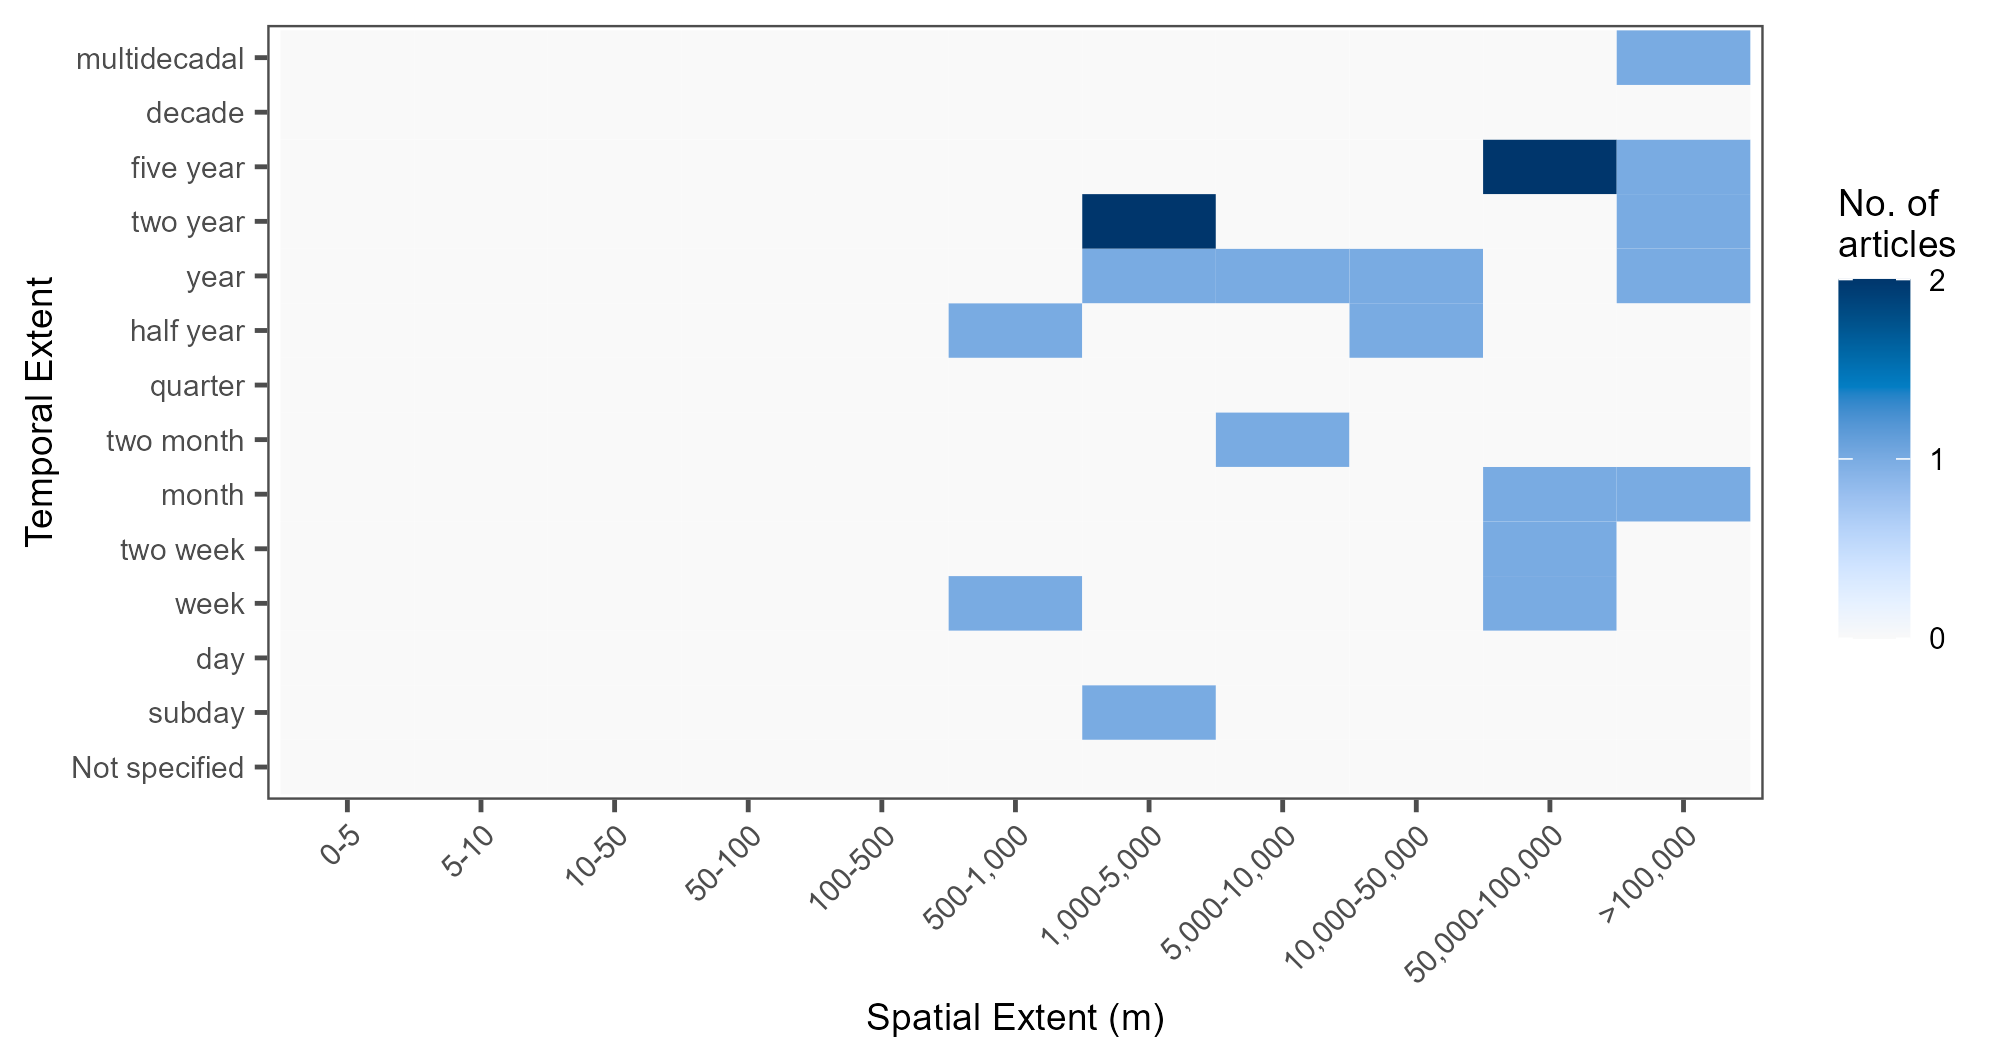 multidecadal
decade
five year
two year
year
half year
quarter
two month
month
two week
week
day
subday
Not specified
Temporal Extent
0-5
5-10
10-50
50-100
100-500
500-1,000
1,000-5,000
5,000-10,000
10,000-50,000
50,000-100,000
>100,000
Spatial Extent (m)
No. of
articles
2
1
0